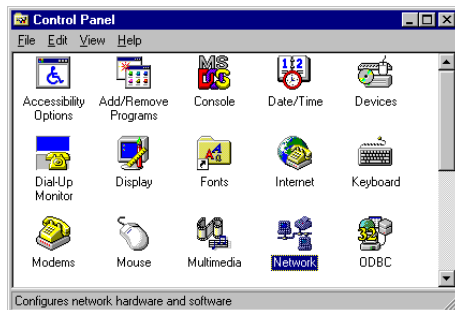 Control Panel
File Edit View Help
Accessibility Options Add/Remove Programs Console Date/Time Devices
Dial-Up Monitor Display Fonts Internet Keyboard
Modems Mouse Multimedia Network ODBC
Configures network hardware and software